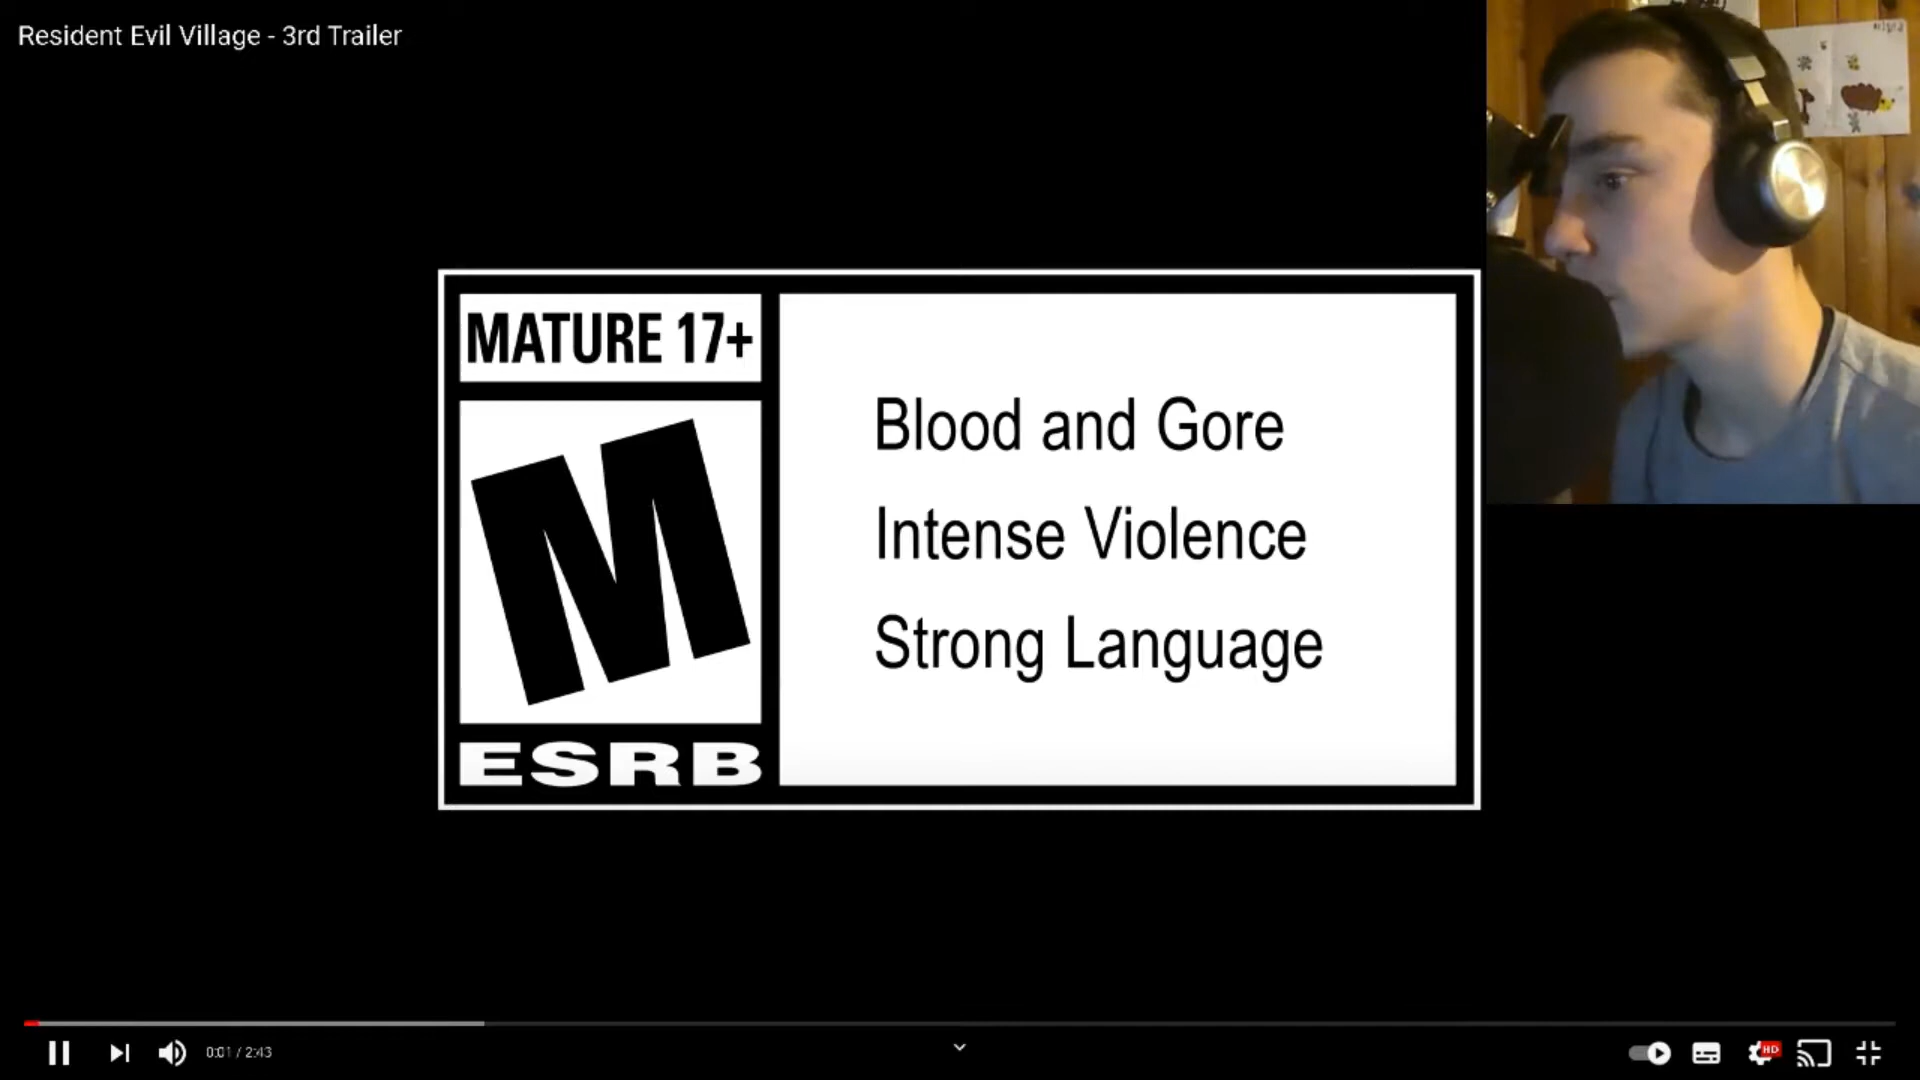 Resident Evil Village - 3rd Trailer
MATURE 17+
M
ESRB
Blood and Gore
Intense Violence
Strong Language
0:01 / 2:43
HD